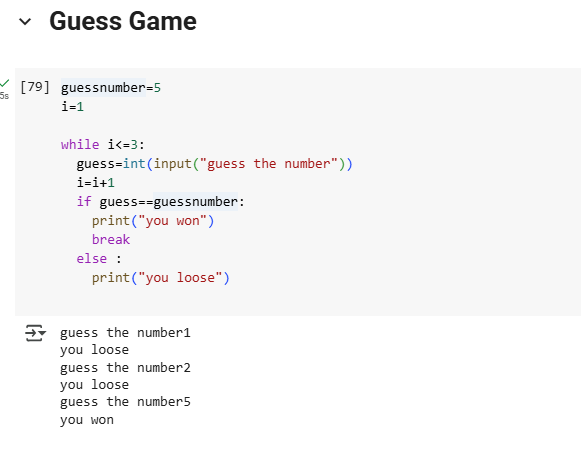 Guess Game
[79] guessnumber=5
5s
i=1
while i<=3:
guess=int(input("guess the number"))
i=i+1
if guess==guessnumber:
print("you won")
break
else :
print("you loose")
guess the number1
you loose
guess the number2
you loose
guess the number5
you won